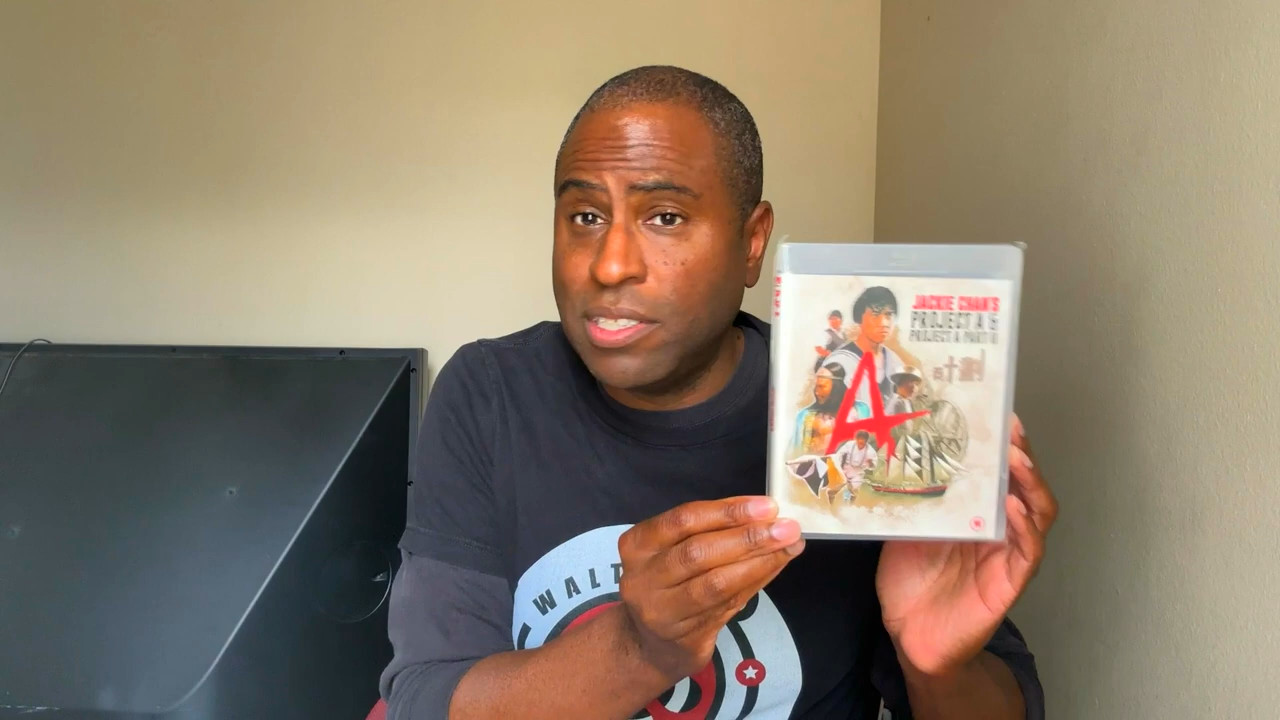 JACKIE CHAN'S
PROJECT A &
PROJECT A PART II
A
WALT